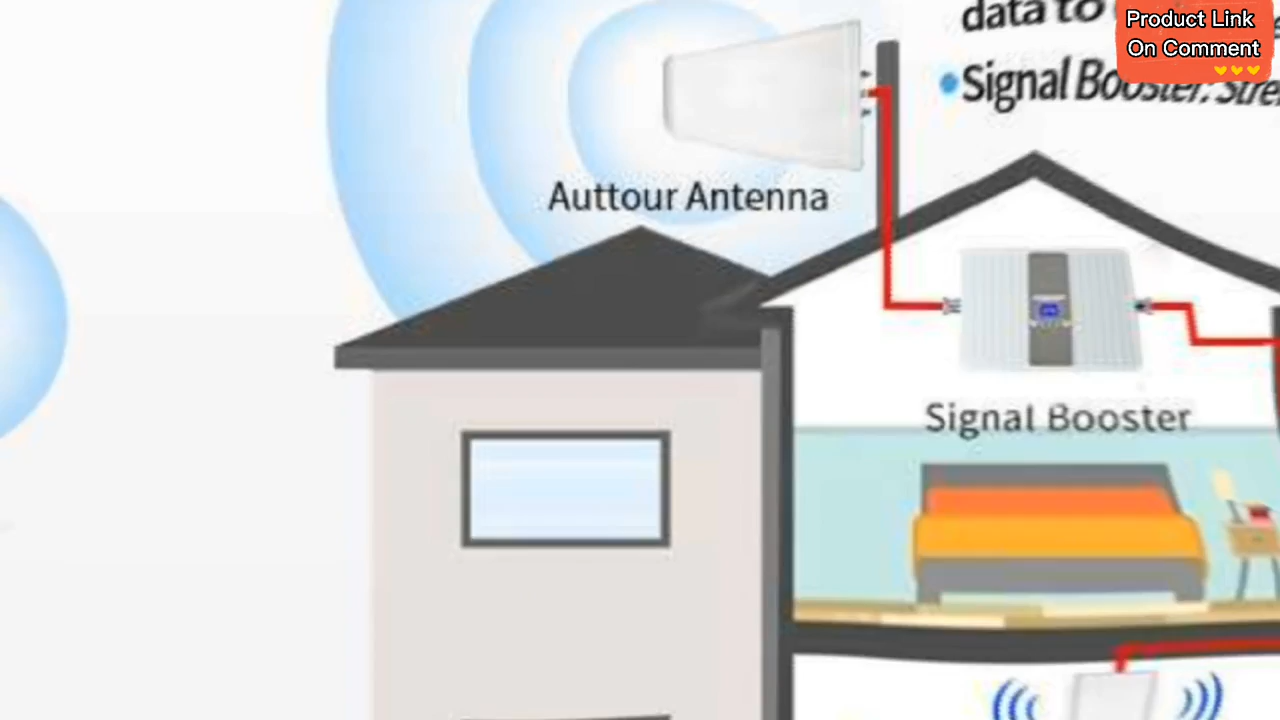 data to
Product Link
On Comment
Signal Booster: Stre
Auttour Antenna
Signal Booster